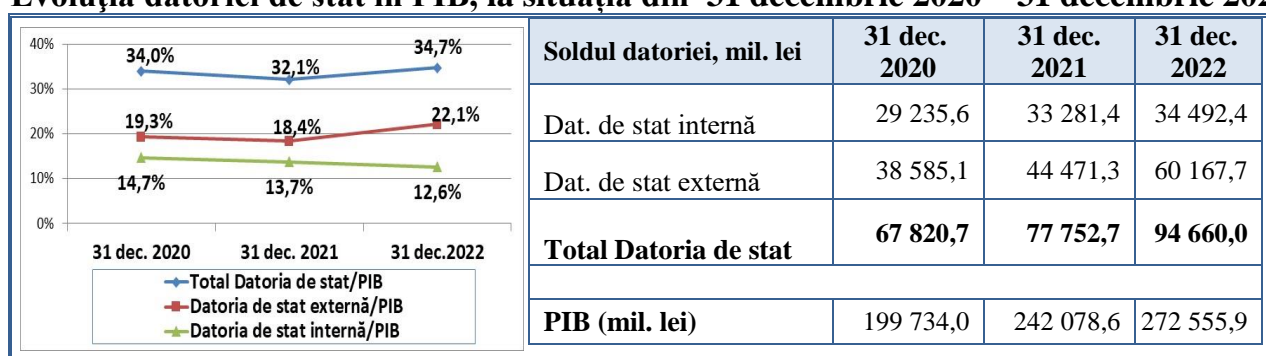 Evoluţia datoriei de stat în PIB, la situația din 31 decembrie 2020 – 31 decembrie
40%
30%
20%
10%
0%
34,0%
32,1%
34,7%
19,3%
18,4%
22,1%
14,7%
13,7%
12,6%
31 dec. 2020 31 dec. 2021 31 dec.2022
Total Datoria de stat/PIB
Datoria de stat externă/PIB
Datoria de stat internă/PIB
Soldul datoriei, mil. lei 31 dec. 2020 31 dec. 2021 31 dec. 2022
Dat. de stat internă 29 235,6 33 281,4 34 492,4
Dat. de stat externă 38 585,1 44 471,3 60 167,7
Total Datoria de stat 67 820,7 77 752,7 94 660,0
PIB (mil. lei) 199 734,0 242 078,6 272 555,9